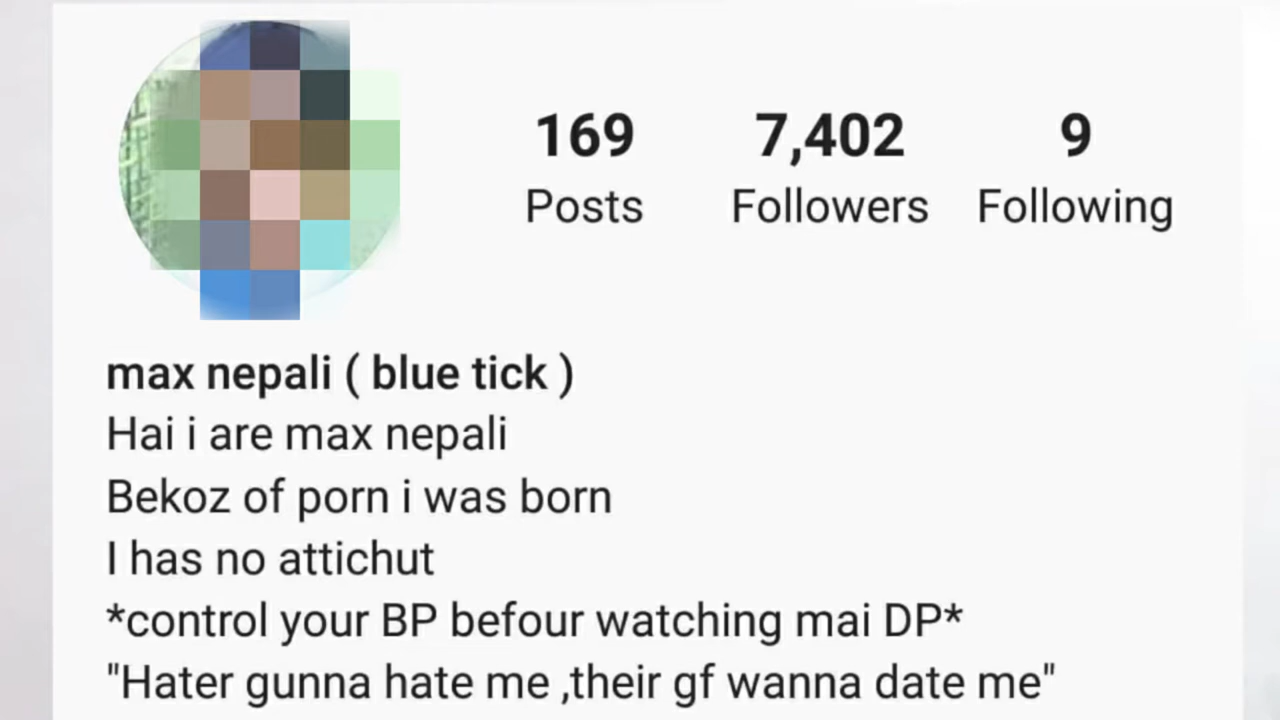 169 7,402 9
Posts Followers Following
max nepali ( blue tick )
Hai i are max nepali
Bekoz of porn i was born
I has no attichut
*control your BP befour watching mai DP*
"Hater gunna hate me ,their gf wanna date me"